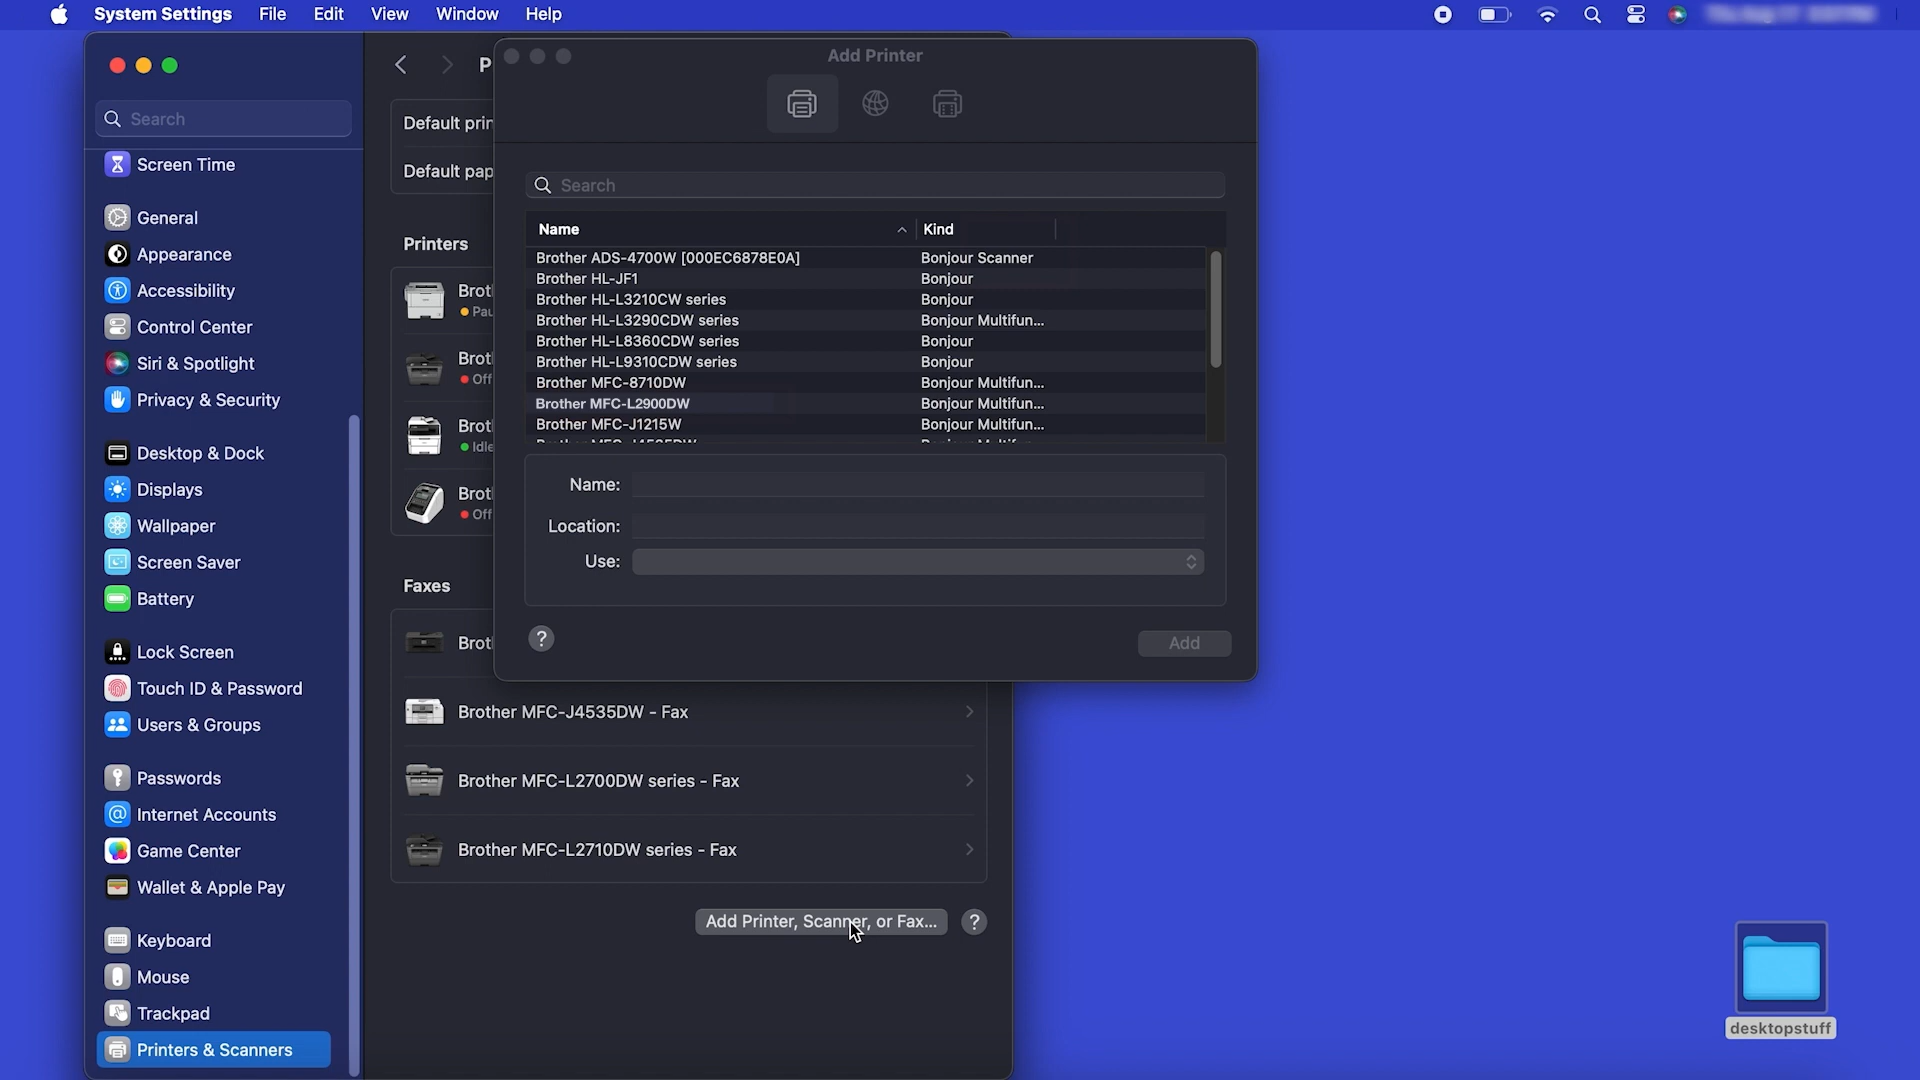 System Settings File Edit View Window Help
Search
Screen Time
General
Appearance
Accessibility
Control Center
Siri & Spotlight
Privacy & Security
Desktop & Dock
Displays
Wallpaper
Screen Saver
Battery
Lock Screen
Touch ID & Password
Users & Groups
Passwords
Internet Accounts
Game Center
Wallet & Apple Pay
Keyboard
Mouse
Trackpad
Printers & Scanners
P
Default prin
Default pap
Printers
Brot
Pau
Brot
Off
Brot
Idle
Brot
Off
Faxes
Brot
Brother MFC-J4535DW - Fax
Brother MFC-L2700DW series - Fax
Brother MFC-L2710DW series - Fax
Add Printer, Scanner, or Fax...
?
Add Printer
Search
Name Kind
Brother ADS-4700W [000EC6878E0A] Bonjour Scanner
Brother HL-JF1 Bonjour
Brother HL-L3210CW series Bonjour
Brother HL-L3290CDW series Bonjour Multifun...
Brother HL-L8360CDW series Bonjour
Brother HL-L9310CDW series Bonjour
Brother MFC-8710DW Bonjour Multifun...
Brother MFC-L2900DW Bonjour Multifun...
Brother MFC-J1215W Bonjour Multifun...
Name:
Location:
Use:
?
Add
desktopstuff